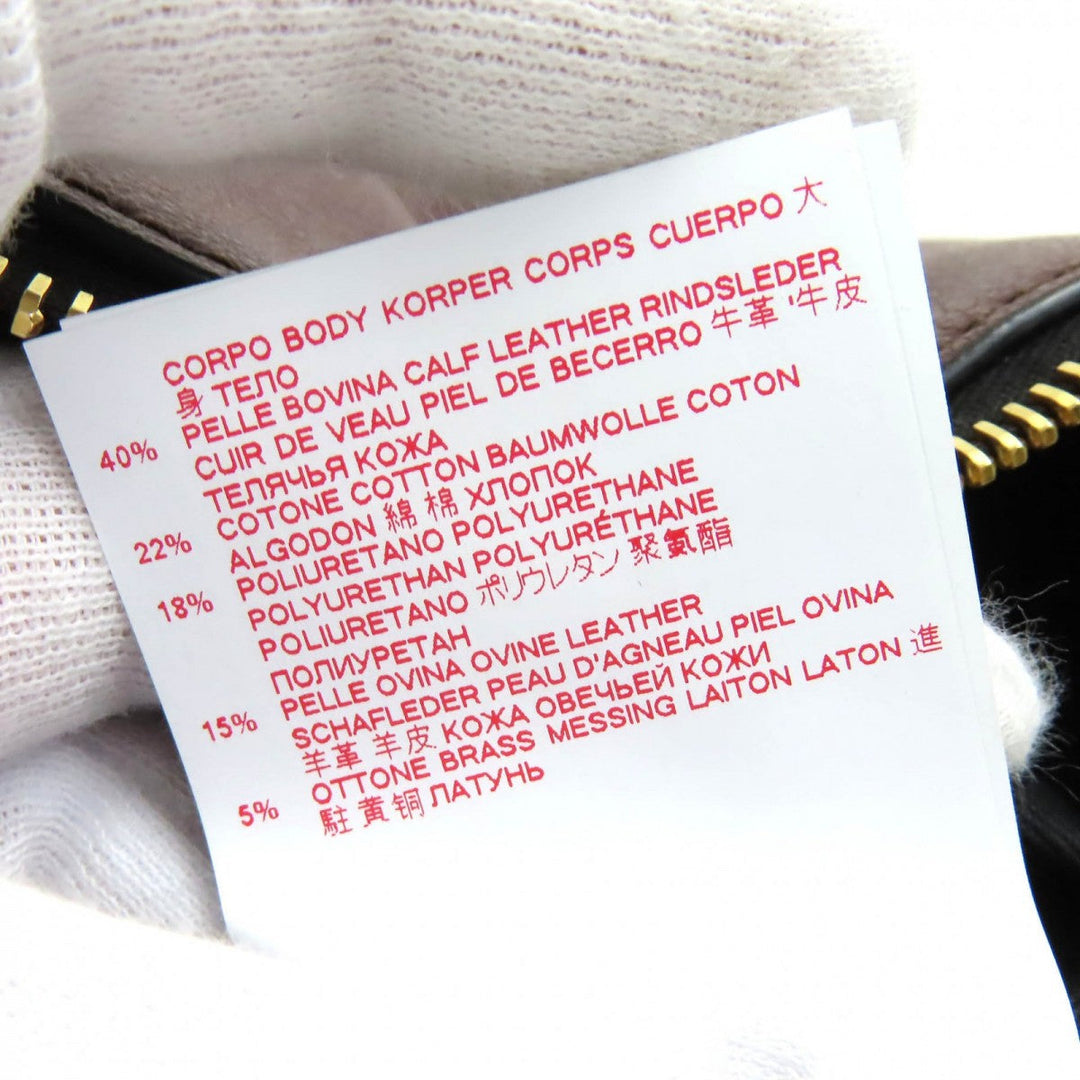 CORPO BODY KORPER CORPS CUERPO 大
身 ТЕЛО
40% PELLE BOVINA CALF LEATHER RINDSLEDER
CUIR DE VEAU PIEL DE BECERRO 牛革 '牛皮
ТЕЛЯЧЬЯ КОЖА
22% COTONE COTTON BAUMWOLLE COTON
ALGODON 綿 棉 ХЛОПОК
18% POLIURETANO POLYURETHANE
POLYURETHAN POLYURÉTHANE
POLIURETANO ポリウレタン 聚氨酯
ПОЛИУРЕТАН
15% PELLE OVINA OVINE LEATHER
SCHAFLEDER PEAU D'AGNEAU PIEL OVINA
羊革 羊皮 КОЖА ОВЕЧЬЕЙ КОЖИ
5% OTTONE BRASS MESSING LAITON LATON 進
駐 黄铜 ЛАТУНЬ